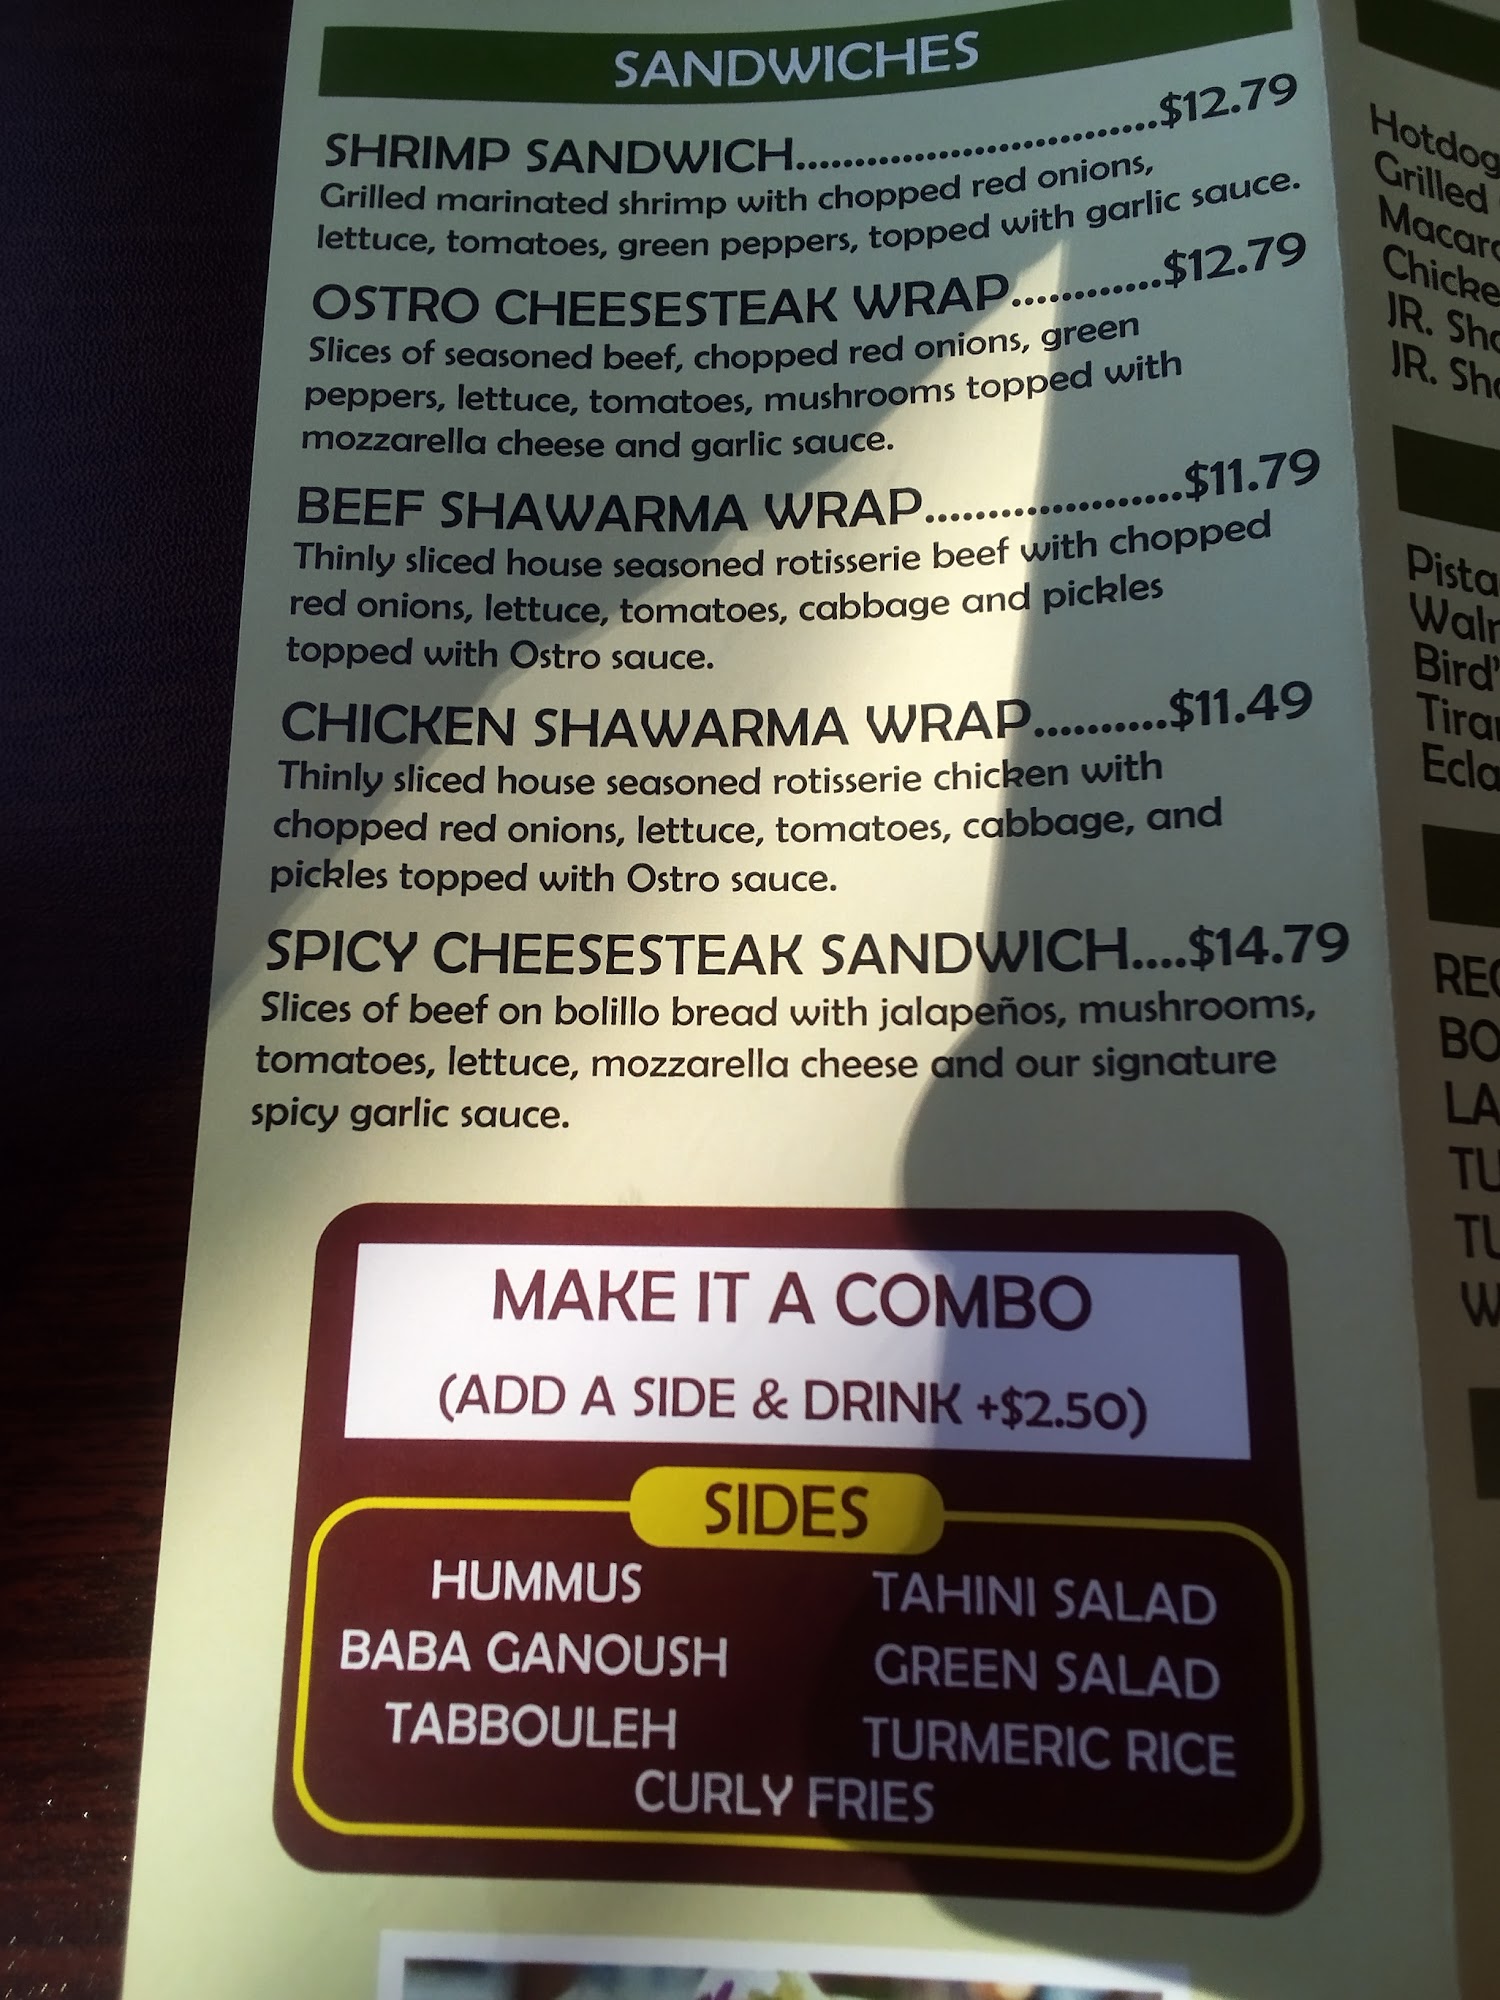 SANDWICHES
SHRIMP SANDWICH................................$12.79
Grilled marinated shrimp with chopped red onions,
lettuce, tomatoes, green peppers, topped with garlic sauce.
OSTRO CHEESESTEAK WRAP............$12.79
Slices of seasoned beef, chopped red onions, green
peppers, lettuce, tomatoes, mushrooms topped with
mozzarella cheese and garlic sauce.
BEEF SHAWARMA WRAP....................$11.79
Thinly sliced house seasoned rotisserie beef with chopped
red onions, lettuce, tomatoes, cabbage and pickles
topped with Ostro sauce.
CHICKEN SHAWARMA WRAP..........$11.49
Thinly sliced house seasoned rotisserie chicken with
chopped red onions, lettuce, tomatoes, cabbage, and
pickles topped with Ostro sauce.
SPICY CHEESESTEAK SANDWICH....$14.79
Slices of beef on bolillo bread with jalapeños, mushrooms,
tomatoes, lettuce, mozzarella cheese and our signature
spicy garlic sauce.
MAKE IT A COMBO
(ADD A SIDE & DRINK +$2.50)
SIDES
HUMMUS
BABA GANOUSH
TABBOULEH
TAHINI SALAD
GREEN SALAD
TURMERIC RICE
CURLY FRIES
Hotdog
Grilled
JR.
JR.